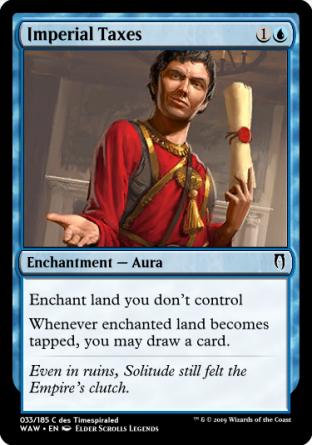 Imperial Taxes 1
Enchantment — Aura
Enchant land you don't control
Whenever enchanted land becomes
tapped, you may draw a card.
Even in ruins, Solitude still felt the
Empire's clutch.
033/185 C des Timespiraled
WAW • EN Elder Scrolls Legends
™ & © 2019 Wizards of the Coast